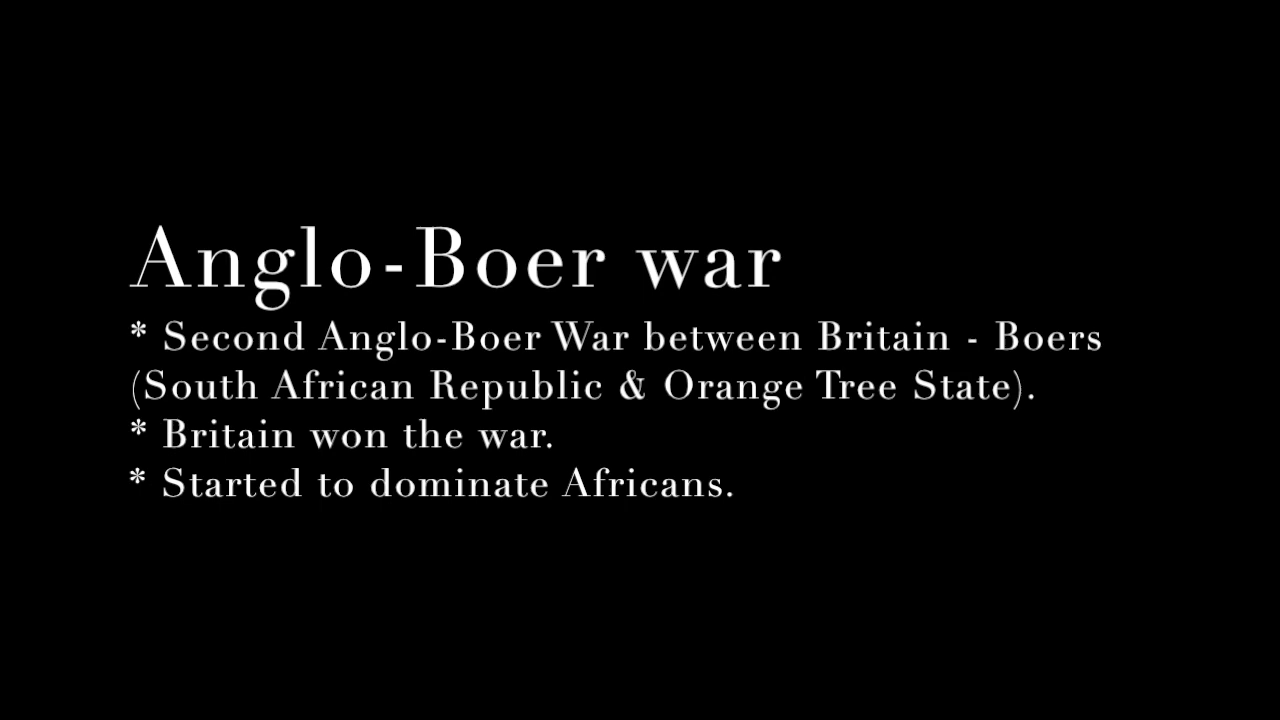 Anglo-Boer war
* Second Anglo-Boer War between Britain - Boers
(South African Republic & Orange Tree State).
* Britain won the war.
* Started to dominate Africans.